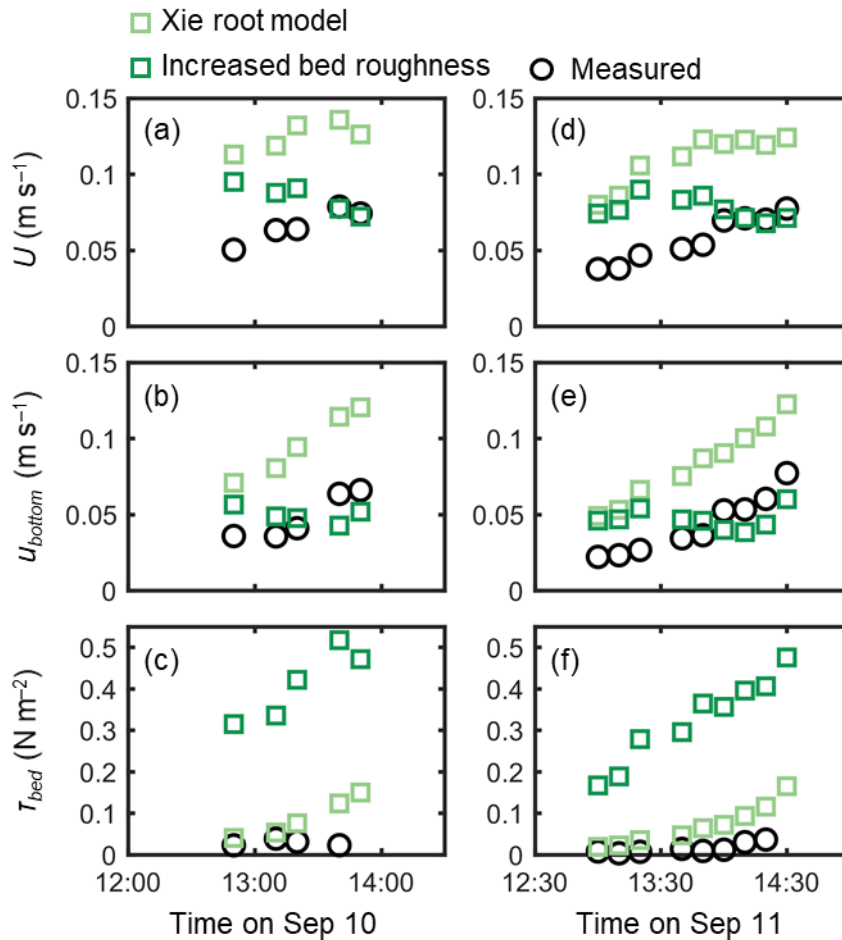 Xie root model
Increased bed roughness
Measured
(a)
(d)
0.15
0.1
0.05
0
U (m s⁻¹)
0.15
0.1
0.05
0
(b)
(e)
0.15
0.1
0.05
0
u_bottom (m s⁻¹)
0.15
0.1
0.05
0
(c)
(f)
0.5
0.4
0.3
0.2
0.1
0
τ_bed (N m⁻²)
0.5
0.4
0.3
0.2
0.1
0
12:00 13:00 14:00
12:30 13:30 14:30
Time on Sep 10
Time on Sep 11